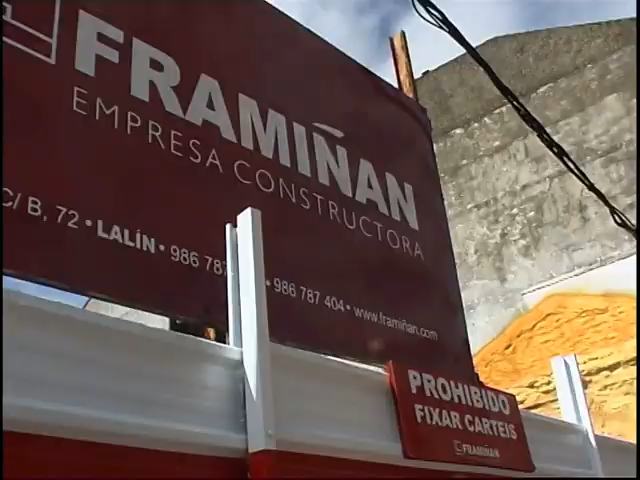 FRAMIÑAN
EMPRESA CONSTRUCTORA
C/ B, 72 • LALÍN • 986 787 • 986 787 404 • www.framiñan.com
PROHIBIDO
FIXAR CARTEIS
FRAMIÑAN